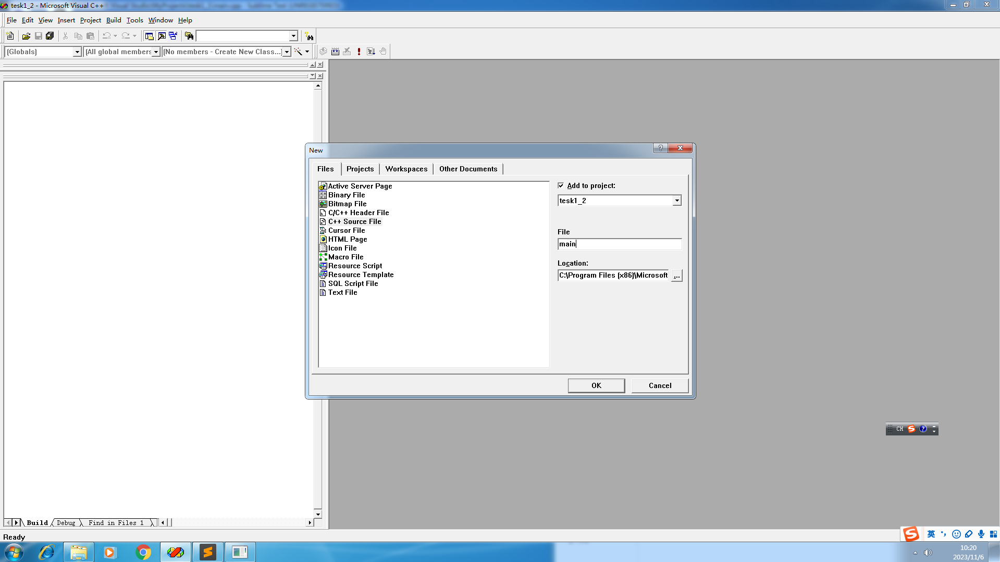 tesk1_2 - Microsoft Visual C++
File Edit View Insert Project Build Tools Window Help
(Globals) (All global members (No members - Create New Class...)
New
Files Projects Workspaces Other Documents
Active Server Page
Binary File
Bitmap File
C/C++ Header File
C++ Source File
Cursor File
HTML Page
Icon File
Macro File
Resource Script
Resource Template
SQL Script File
Text File
Add to project:
tesk1_2
File
main
Location:
C:\Program Files (x86)\Microsoft
...
OK Cancel
CH
Build Debug Find in Files 1
Ready
英
10:20
2023/11/6